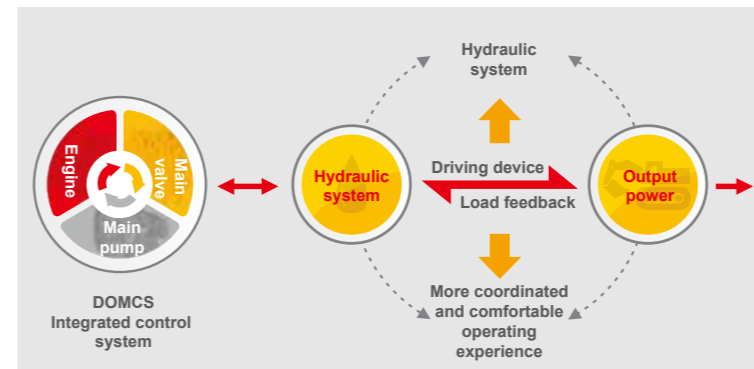 Engine
Main
valve
Main
pump
DOMCS
Integrated control
system
Hydraulic
system
Hydraulic
system
Driving device
Load feedback
More coordinated
and comfortable
operating
experience
Output
power